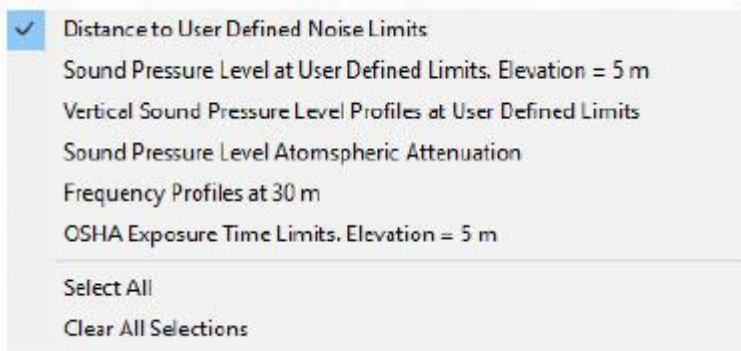 Distance to User Defined Noise Limits
Sound Pressure Level at User Defined Limits. Elevation = 5 m
Vertical Sound Pressure Level Profiles at User Defined Limits
Sound Pressure Level Atomspheric Attenuation
Frequency Profiles at 30 m
OSHA Exposure Time Limits. Elevation = 5 m
Select All
Clear All Selections